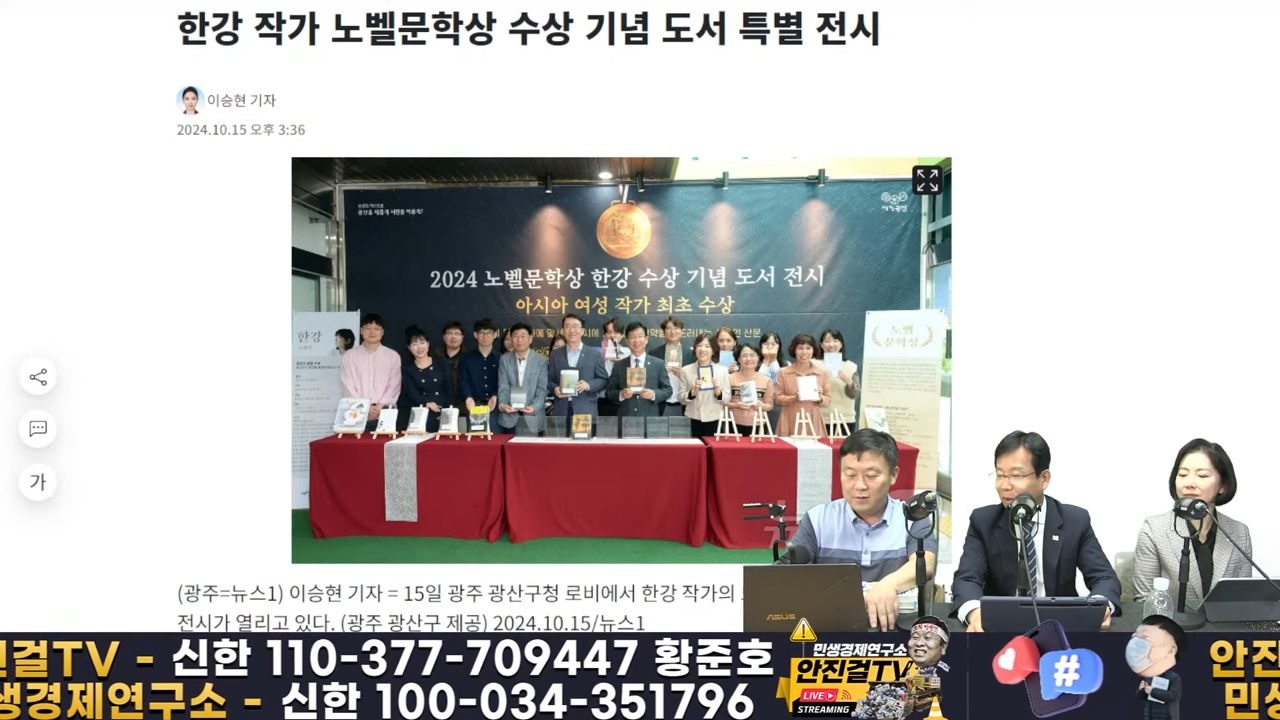 한강 작가 노벨문학상 수상 기념 도서 특별 전시
이승현 기자
2024.10.15 오후 3:36
2024 노벨문학상 한강 수상 기념 도서 전시
아시아 여성 작가 최초 수상
한강
노벨
문학상
가
(광주=뉴스1) 이승현 기자 = 15일 광주 광산구청 로비에서 한강 작가의
전시가 열리고 있다. (광주 광산구 제공) 2024.10.15/뉴스1
ASUS
걸TV - 신한 110-377-709447 황준호
생경제연구소 - 신한 100-034-351796
민생경제연구소
안진걸TV
LIVE
STREAMING
#
안진
민